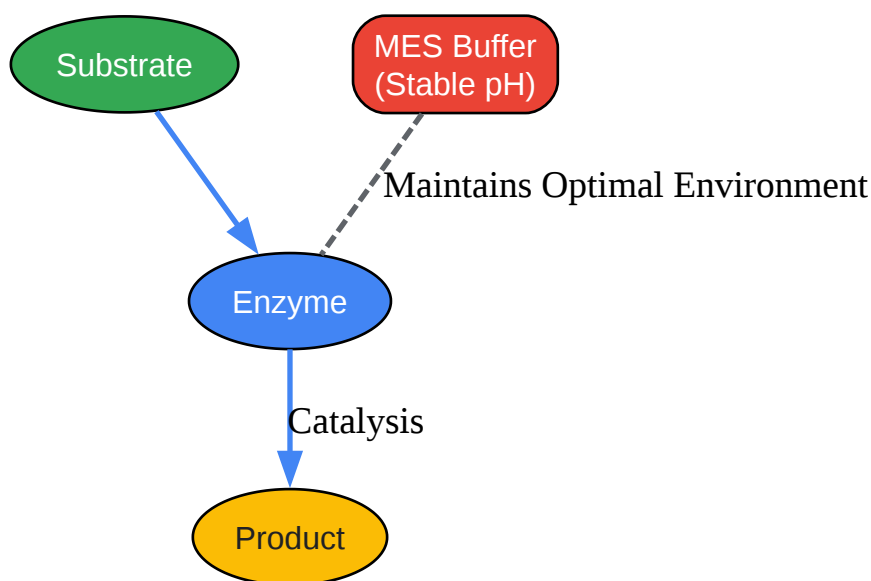 Substrate
MES Buffer
(Stable pH)
Maintains Optimal Environment
Enzyme
Catalysis
Product